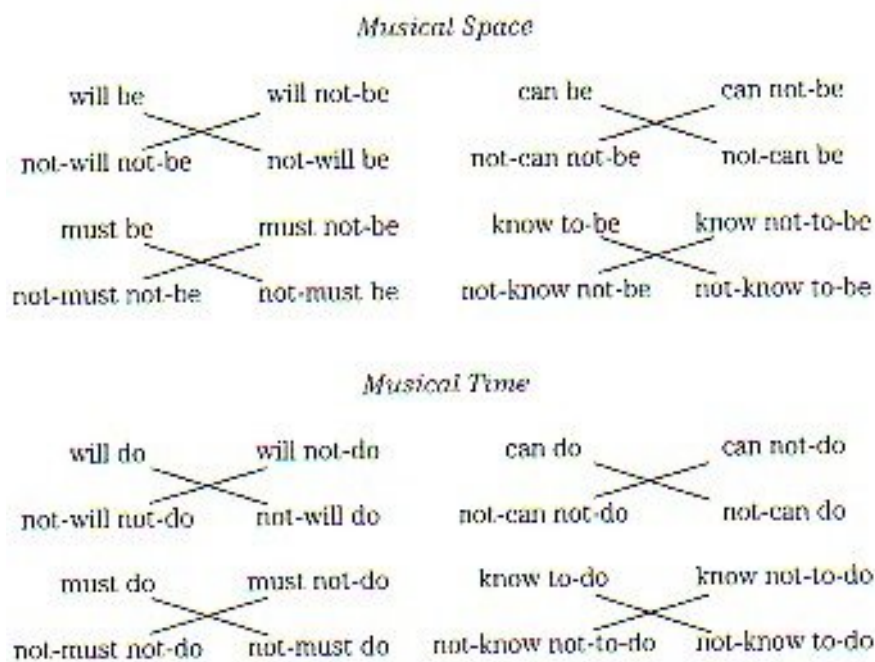 Musical Space
will be will not-be can be can not-be
not-will not-be not-will be not-can not-be not-can be
must be must not-be know to-be know not-to-be
not-must not-be not-must be not-know not-be not-know to-be
Musical Time
will do will not-do can do can not-do
not-will not-do not-will do not-can not-do not-can do
must do must not-do know to-do know not-to-do
not-must not-do not-must do not-know not-to-do not-know to-do